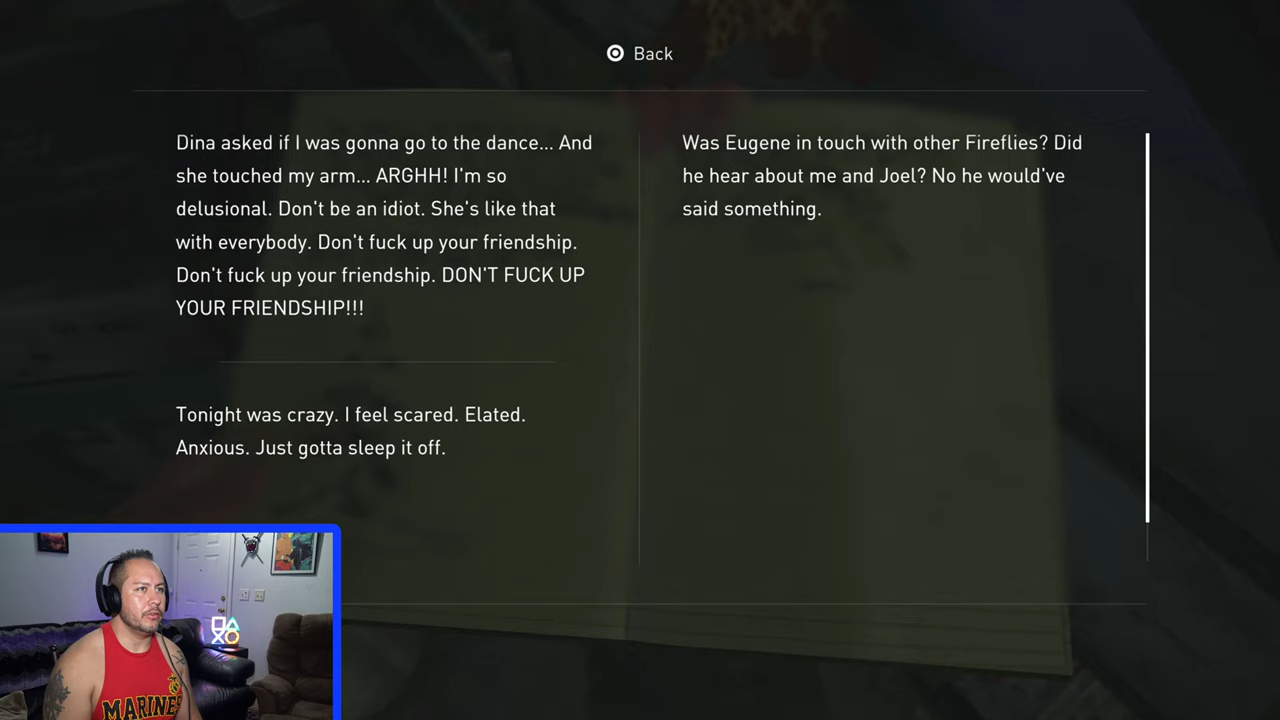 Back
Dina asked if I was gonna go to the dance... And
she touched my arm... ARGHH! I'm so
delusional. Don't be an idiot. She's like that
with everybody. Don't fuck up your friendship.
Don't fuck up your friendship. DON'T FUCK UP
YOUR FRIENDSHIP!!!
Tonight was crazy. I feel scared. Elated.
Anxious. Just gotta sleep it off.
Was Eugene in touch with other Fireflies? Did
he hear about me and Joel? No he would've
said something.
MARINES